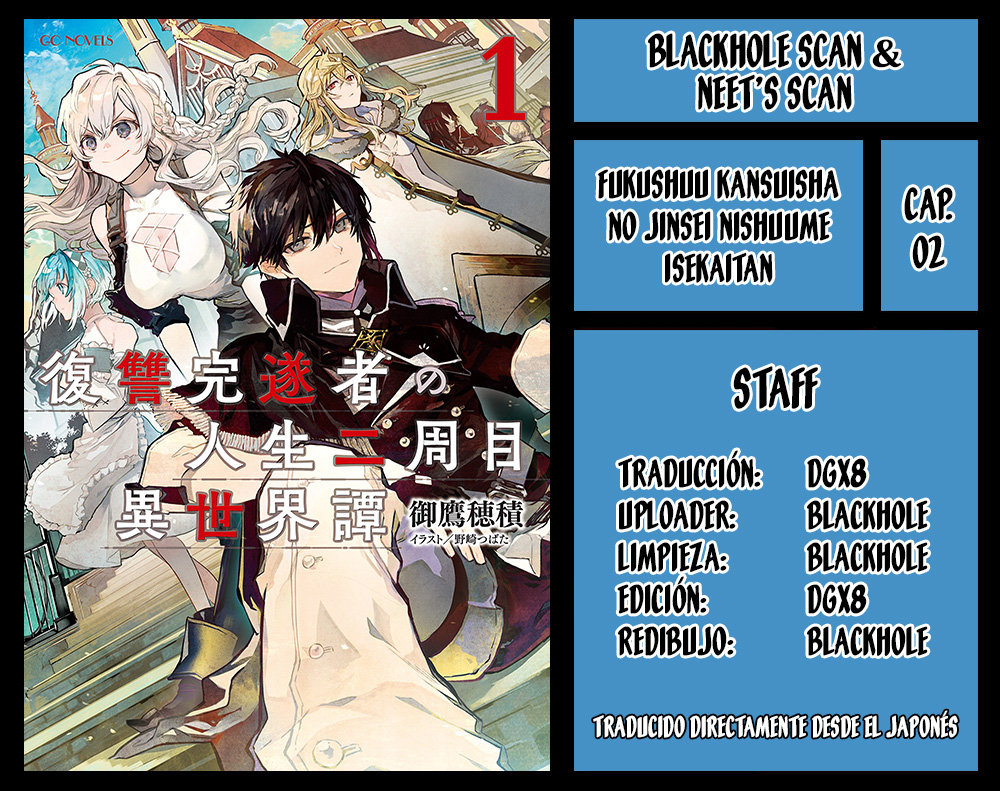 GC NOVELS
1
復讐完遂者の
人生二周目
異世界譚
御鷹穂積
イラスト/野崎つばた
BLACKHOLE SCAN &
NEET'S SCAN
FUKUSHUU KANSUISHA
NO JINSEI NISHUUME
ISEKAITAN
CAP.
02
STAFF
TRADUCCIÓN: DGX8
UPLOADER: BLACKHOLE
LIMPIEZA: BLACKHOLE
EDICIÓN: DGX8
REDIBUJO: BLACKHOLE
TRADUCIDO DIRECTAMENTE DESDE EL JAPONÉS